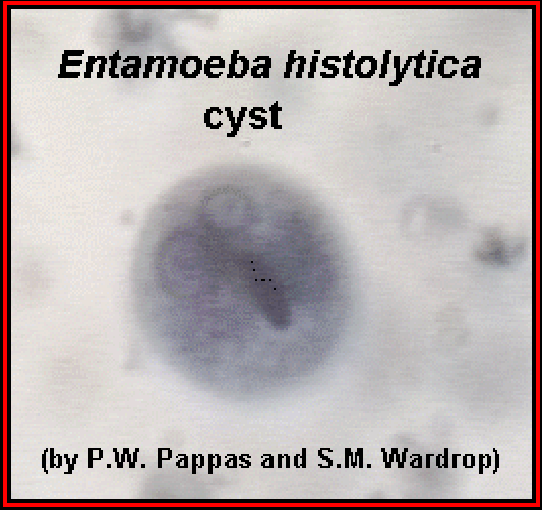 Entamoeba histolytica
cyst
(by P.W. Pappas and S.M. Wardrop)